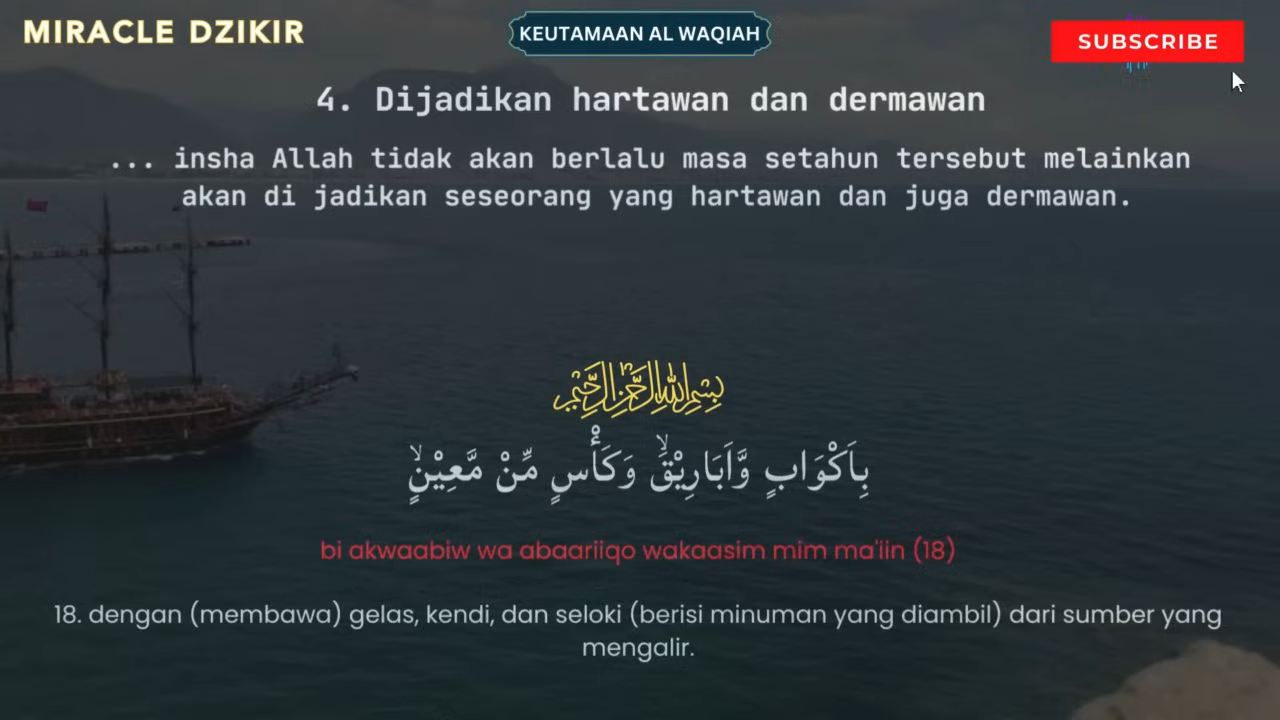 MIRACLE DZIKIR
KEUTAMAAN AL WAQIAH
SUBSCRIBE
4. Dijadikan hartawan dan dermawan
... insha Allah tidak akan berlalu masa setahun tersebut melainkan
akan di jadikan seseorang yang hartawan dan juga dermawan.
بِسْمِ اللهِ الرَّحْمٰنِ الرَّحِيْمِ
بِاَكْوَابٍ وَّاَبَارِيْقَۙ وَكَأْسٍ مِّنْ مَّعِيْنٍۙ
bi akwaabiw wa abaariiqo wakaasim mim ma'iin (18)
18. dengan (membawa) gelas, kendi, dan seloki (berisi minuman yang diambil) dari sumber yang
mengalir.